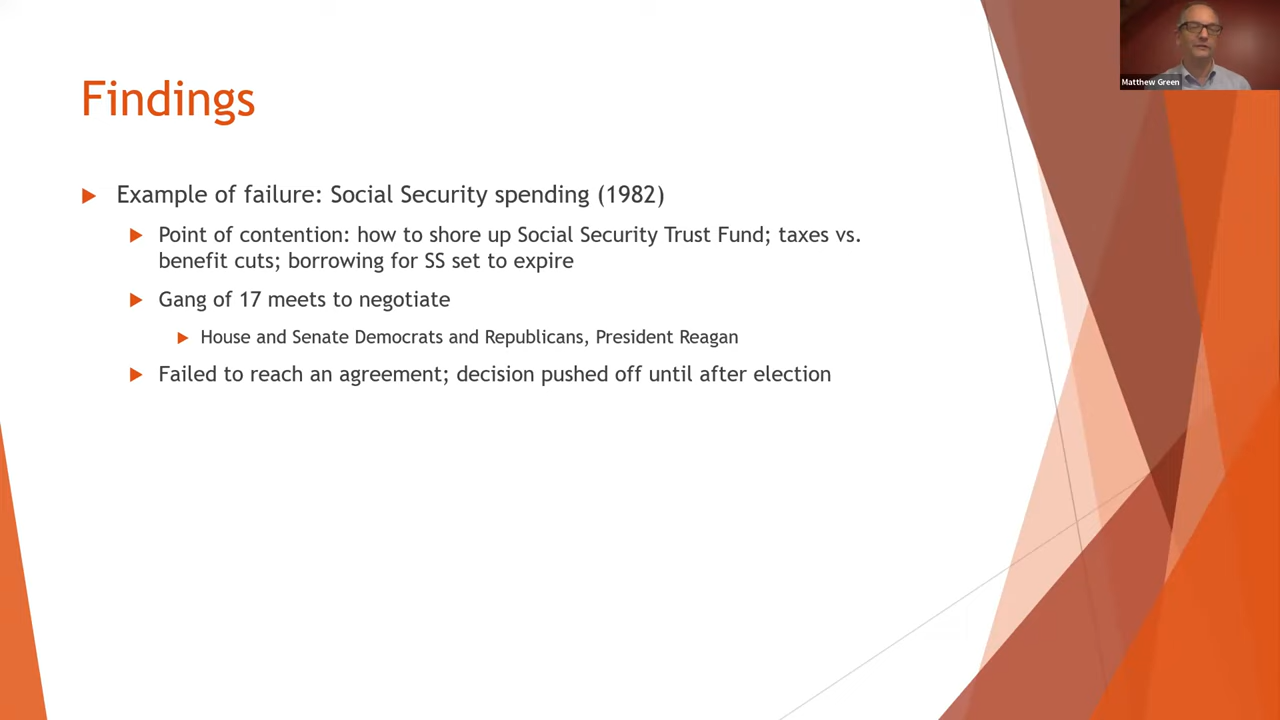 Matthew Green
Findings
Example of failure: Social Security spending (1982)
Point of contention: how to shore up Social Security Trust Fund; taxes vs.
benefit cuts; borrowing for SS set to expire
Gang of 17 meets to negotiate
House and Senate Democrats and Republicans, President Reagan
Failed to reach an agreement; decision pushed off until after election